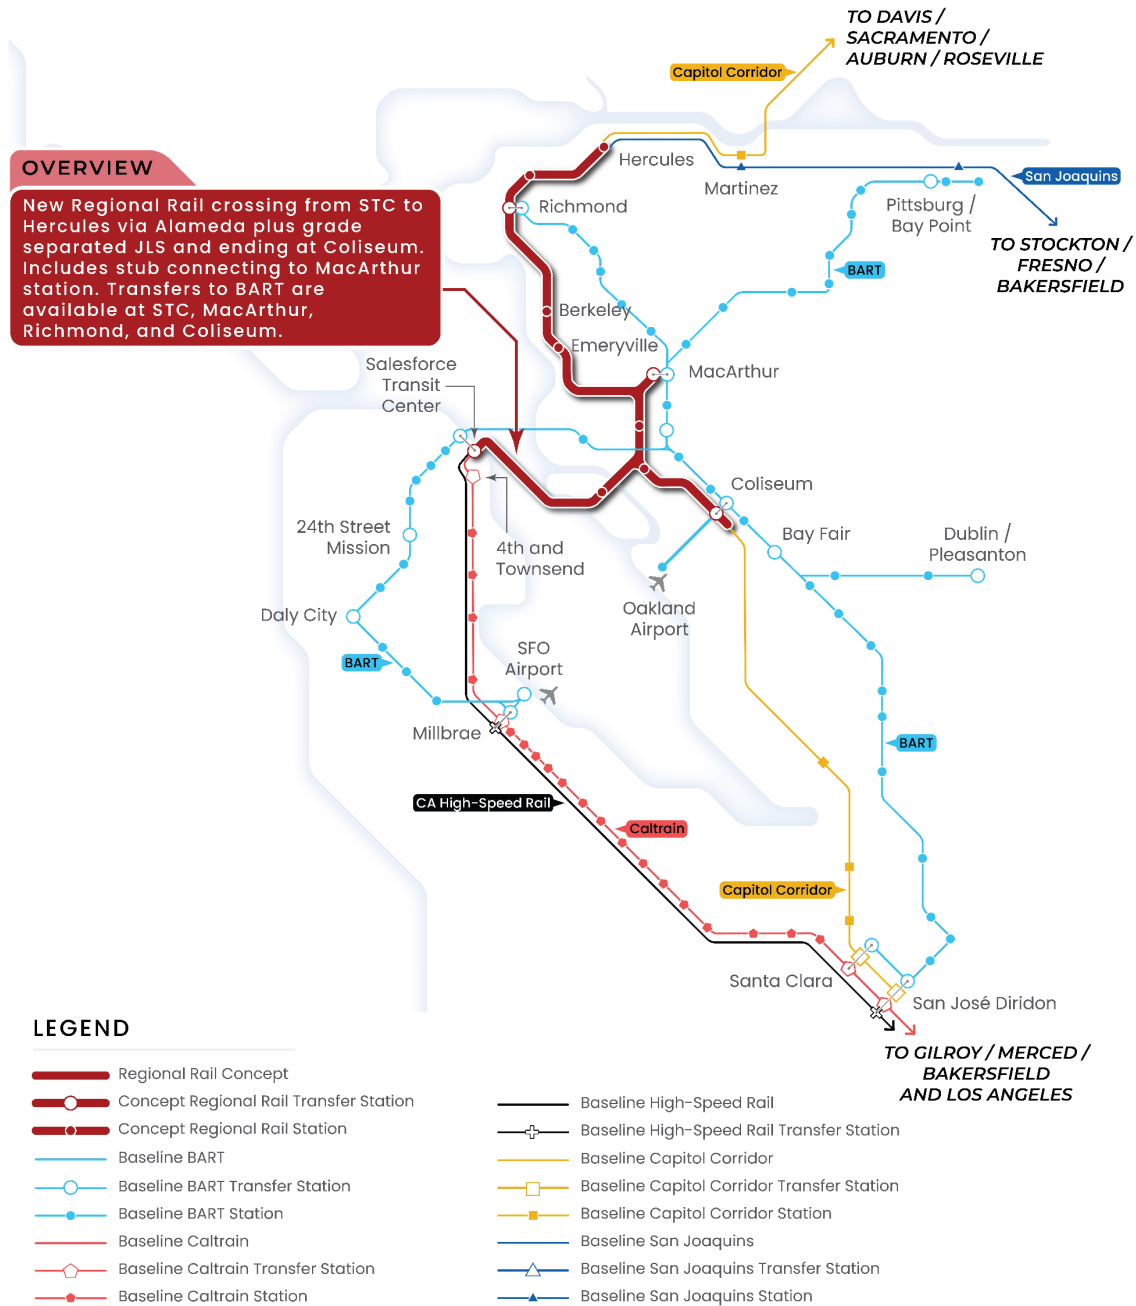 TO DAVIS /
SACRAMENTO /
AUBURN / ROSEVILLE
Capitol Corridor
OVERVIEW
New Regional Rail crossing from STC to
Hercules via Alameda plus grade
separated JLS and ending at Coliseum.
Includes stub connecting to MacArthur
station. Transfers to BART are
available at STC, MacArthur,
Richmond, and Coliseum.
Hercules
Martinez
San Joaquins
Richmond
Pittsburg /
Bay Point
TO STOCKTON /
FRESNO /
BAKERSFIELD
BART
Berkeley
Emeryville
MacArthur
Salesforce
Transit
Center
Coliseum
24th Street
Mission
4th and
Townsend
Bay Fair
Dublin /
Pleasanton
Oakland
Airport
Daly City
SFO
Airport
BART
Millbrae
BART
CA High-Speed Rail
Caltrain
Capitol Corridor
Santa Clara
San José Diridon
TO GILROY / MERCED /
BAKERSFIELD
AND LOS ANGELES
LEGEND
Regional Rail Concept
Concept Regional Rail Transfer Station
Concept Regional Rail Station
Baseline BART
Baseline BART Transfer Station
Baseline BART Station
Baseline Caltrain
Baseline Caltrain Transfer Station
Baseline Caltrain Station
Baseline High-Speed Rail
Baseline High-Speed Rail Transfer Station
Baseline Capitol Corridor
Baseline Capitol Corridor Transfer Station
Baseline Capitol Corridor Station
Baseline San Joaquins
Baseline San Joaquins Transfer Station
Baseline San Joaquins Station